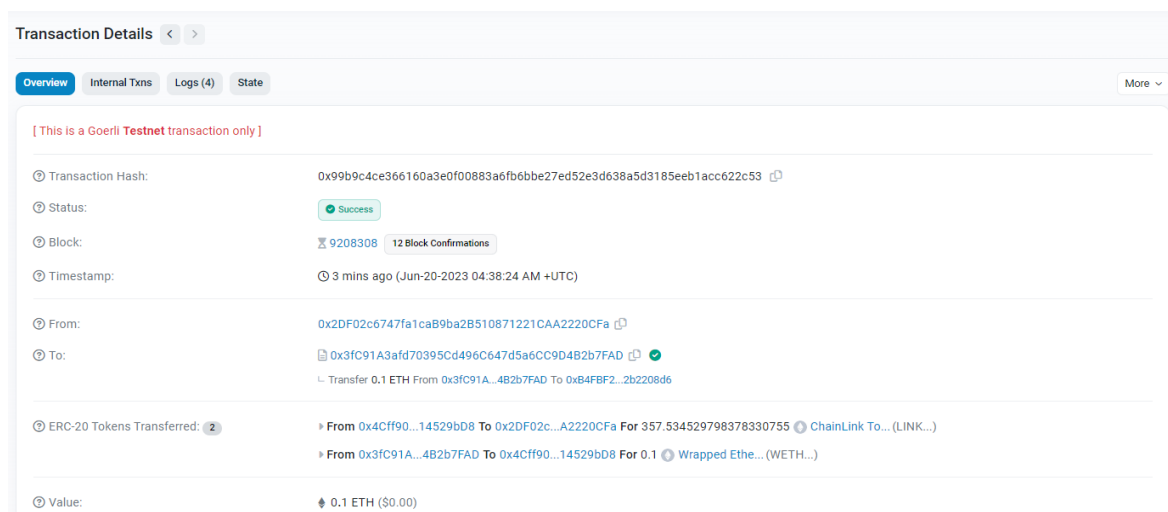 Transaction Details < >
Overview Internal Txns Logs (4) State More
[ This is a Goerli Testnet transaction only ]
Transaction Hash: 0x99b9c4ce366160a3e0f00883a6fb6bbe27ed52e3d638a5d3185eeb1acc622c53
Status: Success
Block: 9208308 12 Block Confirmations
Timestamp: 3 mins ago (Jun-20-2023 04:38:24 AM +UTC)
From: 0x2DF02c6747fa1caB9ba2B510871221CAA2220CFa
To: 0x3fC91A3afd70395Cd496C647d5a6CC9D4B2b7FAD
Transfer 0.1 ETH From 0x3fC91A...4B2b7FAD To 0xB4FBF2...2b2208d6
ERC-20 Tokens Transferred: 2 From 0x4Cff90...14529bD8 To 0x2DF02c...A2220CFa For 357.534529798378330755 ChainLink To... (LINK...)
From 0x3fC91A...4B2b7FAD To 0x4Cff90...14529bD8 For 0.1 Wrapped Ethe... (WETH...)
Value: 0.1 ETH ($0.00)